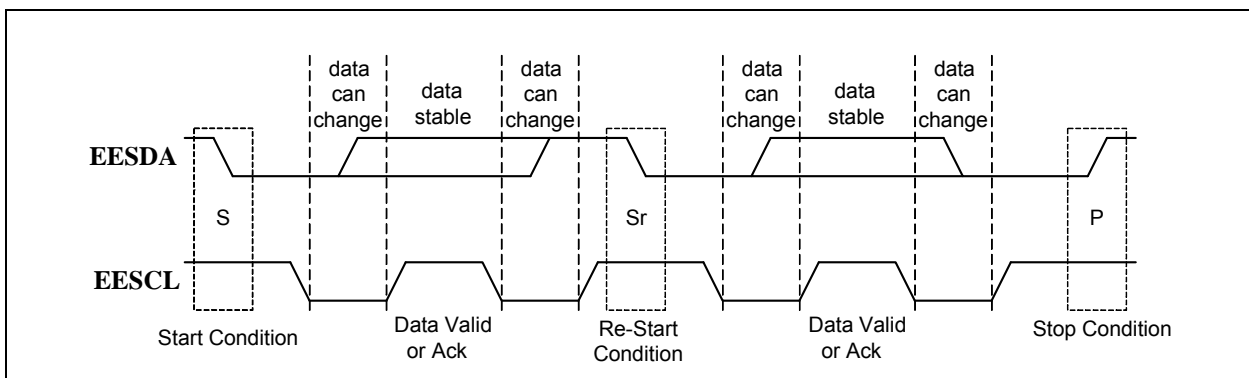 data
can
change
data
stable
data
can
change
data
can
change
data
stable
data
can
change
EESDA
S
Sr
P
EESCL
Start Condition
Data Valid
or Ack
Re-Start
Condition
Data Valid
or Ack
Stop Condition